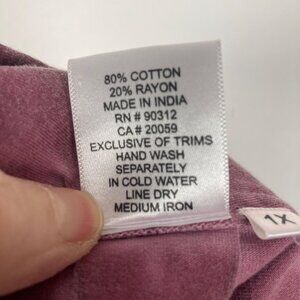 80% COTTON
20% RAYON
MADE IN INDIA
RN # 90312
CA # 20059
EXCLUSIVE OF TRIMS
HAND WASH
SEPARATELY
IN COLD WATER
LINE DRY
MEDIUM IRON
1X